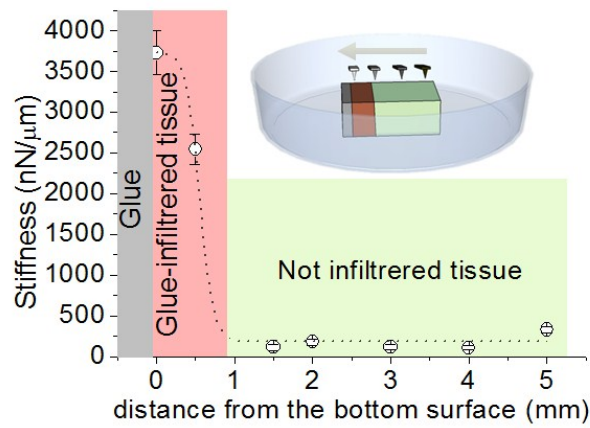 4000
3500
3000
2500
2000
1500
1000
500
0
Stiffness (nN/μm)
Glue
Glue-infiltrered tissue
Not infiltrered tissue
0 1 2 3 4 5
distance from the bottom surface (mm)